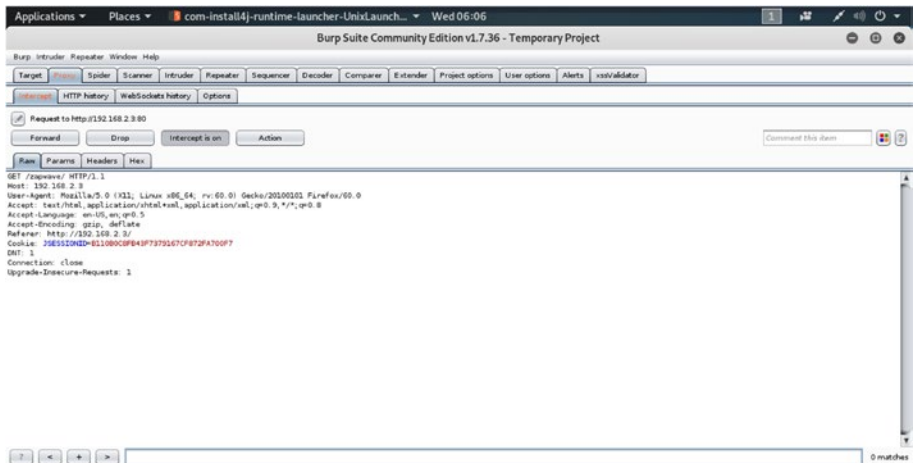 Applications Places com-install4j-runtime-launcher-UnixLaunch... Wed 06:06 1
Burp Suite Community Edition v1.7.36 - Temporary Project
Burp Intruder Repeater Window Help
Target Proxy Spider Scanner Intruder Repeater Sequencer Decoder Comparer Extender Project options User options Alerts xssValidator
Intercept HTTP history WebSockets history Options
Request to http://192.168.2.3:80
Forward Drop Intercept is on Action Comment this item ?
Raw Params Headers Hex
GET /zapwave/ HTTP/1.1
Host: 192.168.2.3
User-Agent: Mozilla/5.0 (X11; Linux x86_64; rv:60.0) Gecko/20100101 Firefox/60.0
Accept: text/html,application/xhtml+xml,application/xml;q=0.9,*/*;q=0.8
Accept-Language: en-US,en;q=0.5
Accept-Encoding: gzip, deflate
Referer: http://192.168.2.3/
Cookie:
DNT: 1
Connection: close
Upgrade-Insecure-Requests: 1
? < + > 0 matches